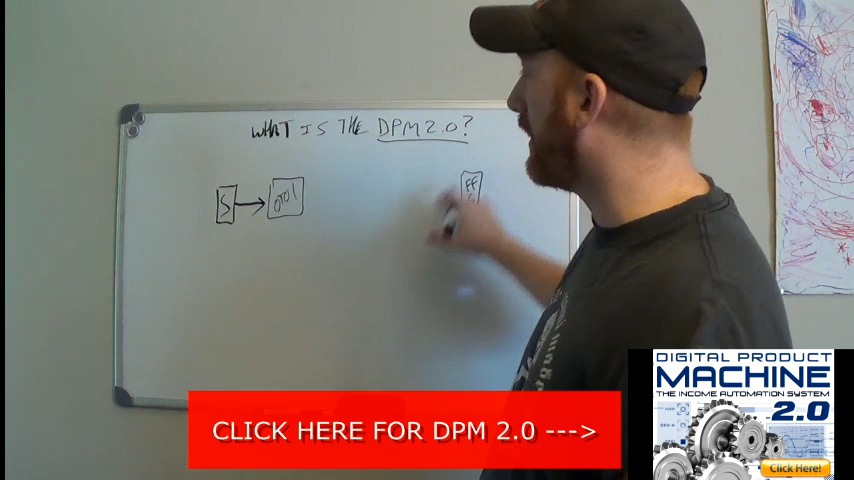 WHAT IS THE DPM 2.0?
S
OTO1
FF
DIGITAL PRODUCT
MACHINE
THE INCOME AUTOMATION SYSTEM
2.0
CLICK HERE FOR DPM 2.0 --->
Click Here!